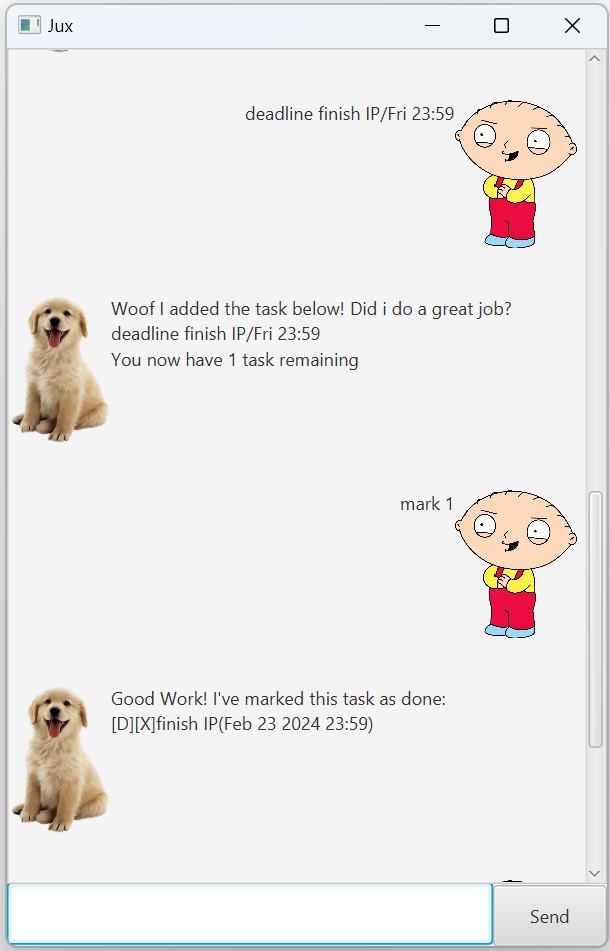 Jux
deadline finish IP/Fri 23:59
Woof I added the task below! Did i do a great job?
deadline finish IP/Fri 23:59
You now have 1 task remaining
mark 1
Good Work! I've marked this task as done:
[D][X]finish IP(Feb 23 2024 23:59)
Send